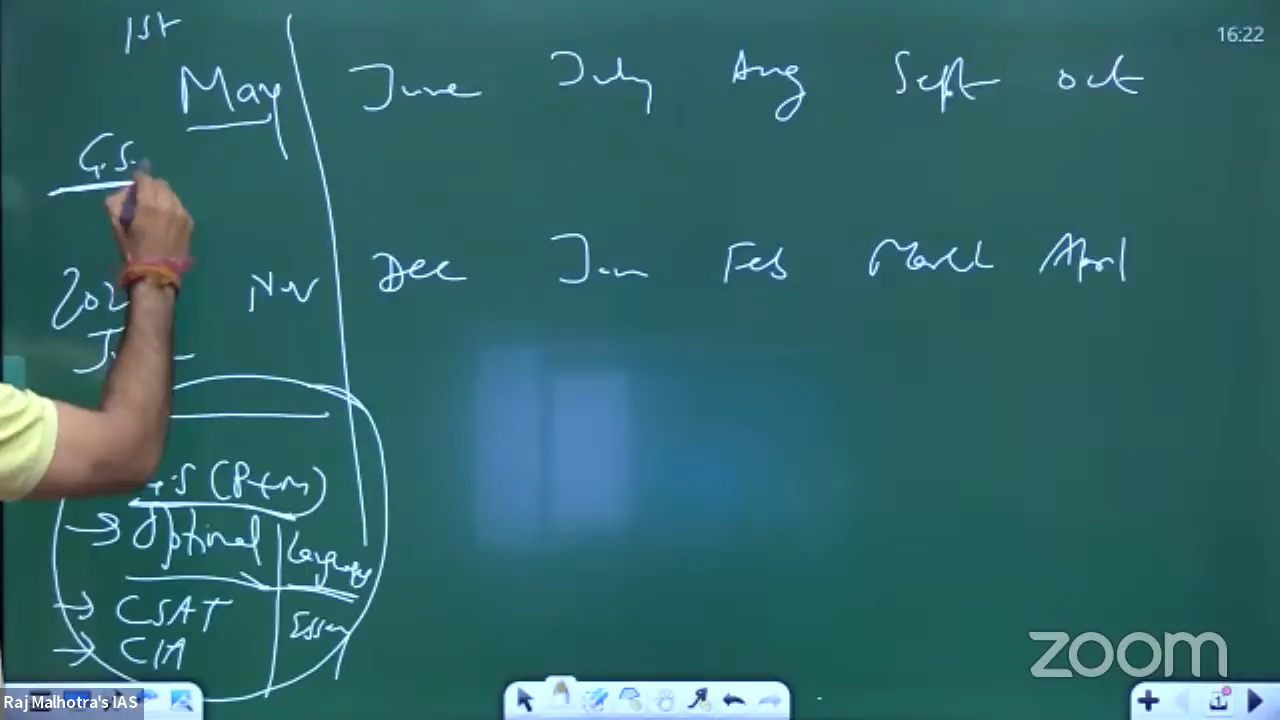 16:22
1st
May June July Aug Sept Oct
G.S.
Nov Dec Jan Feb March April
G.S (P+M)
Optional Language
CSAT Essay
CIA
zoom
Raj Malhotra's IAS